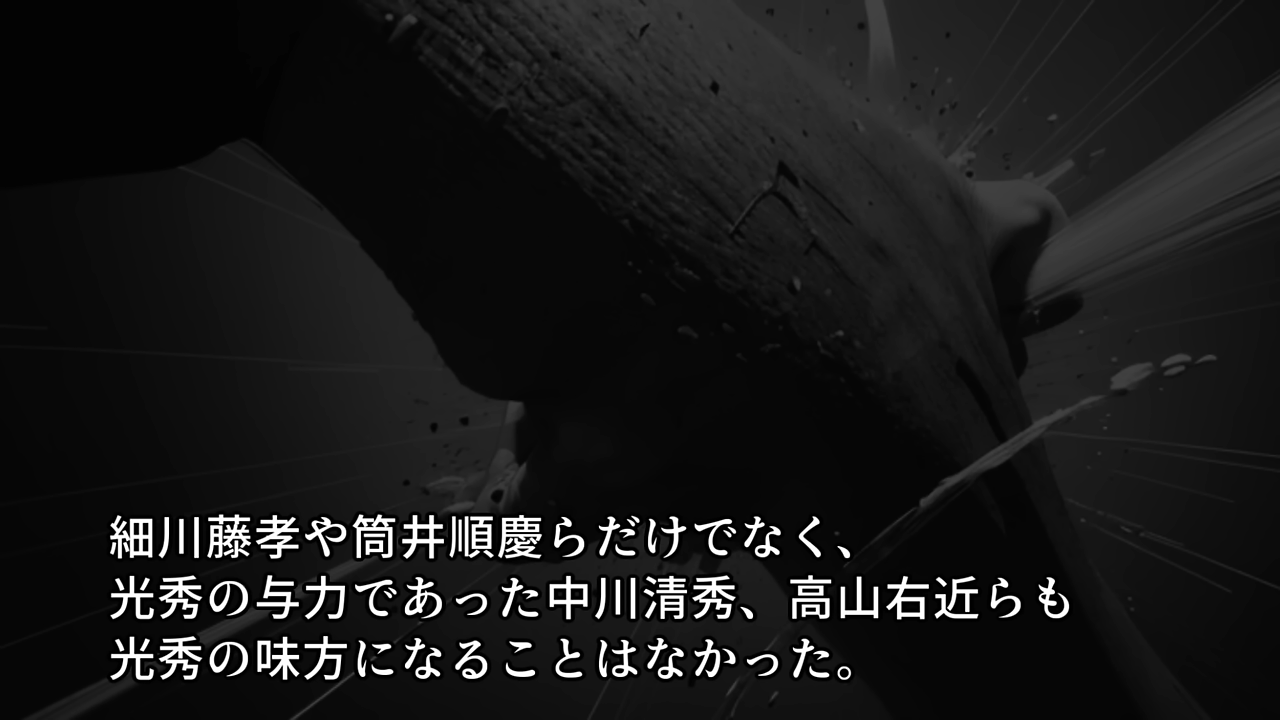 細川藤孝や筒井順慶らだけでなく、
光秀の与力であった中川清秀、高山右近らも
光秀の味方になることはなかった。